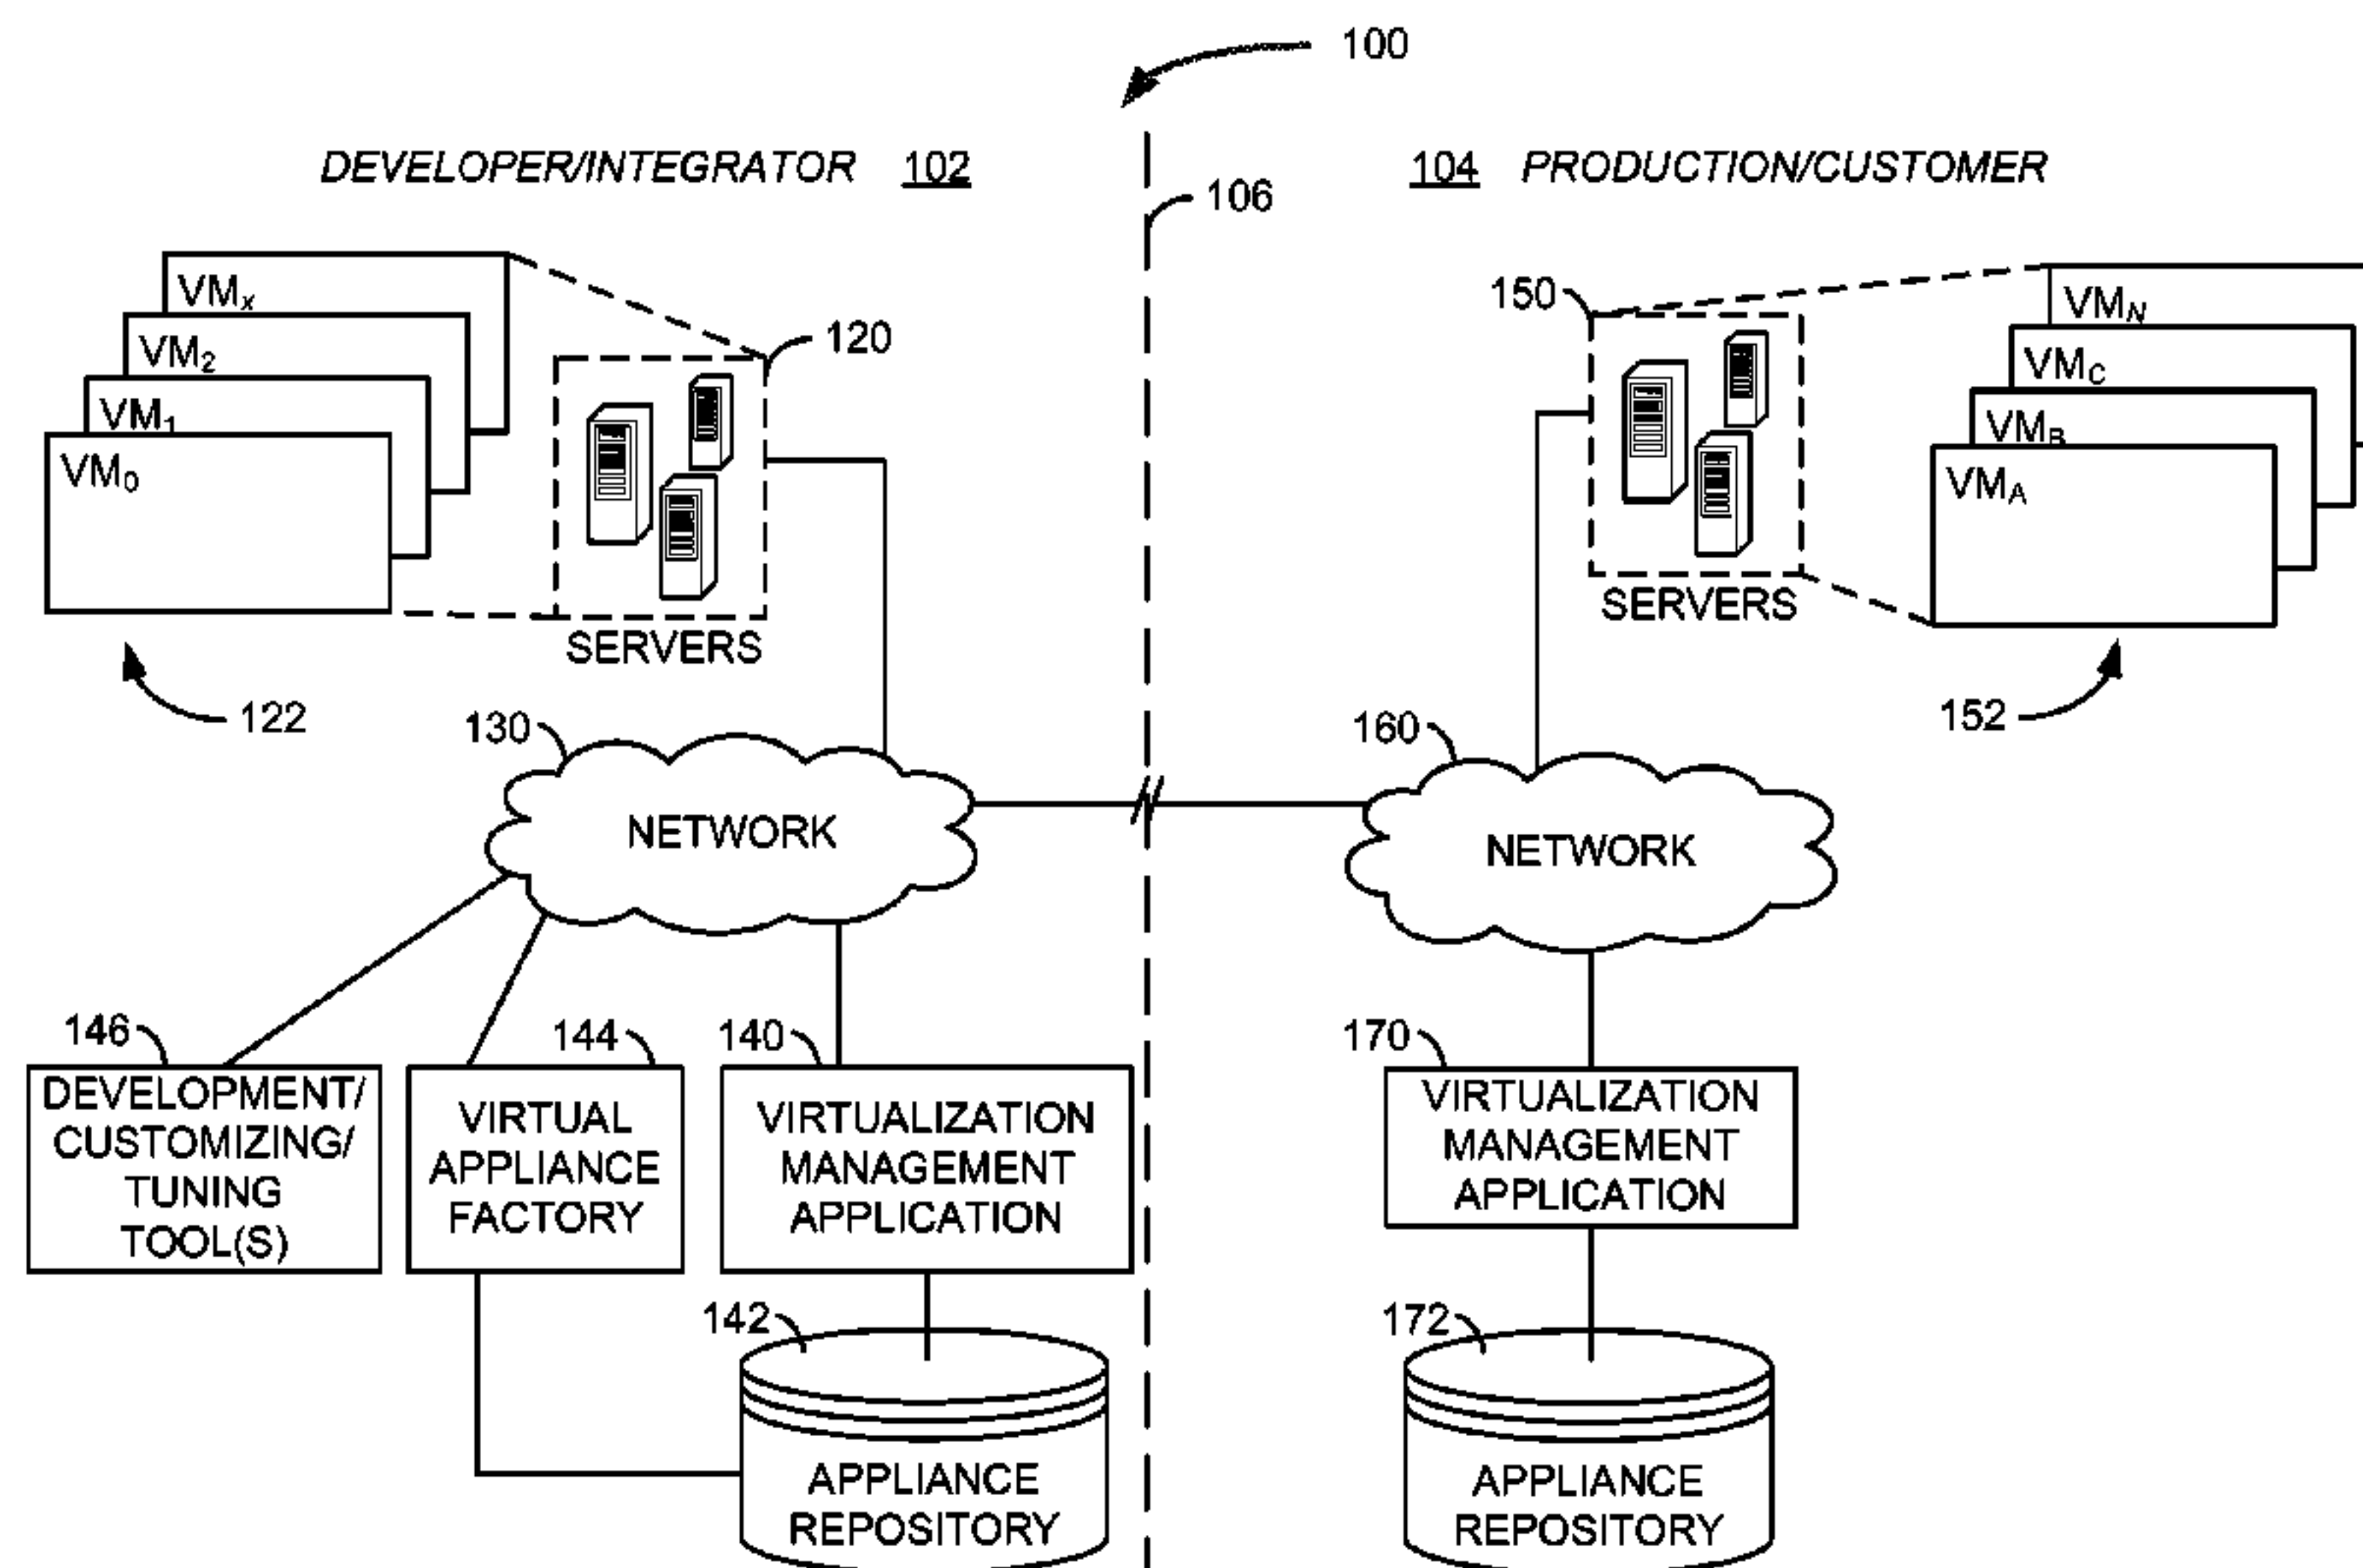 100
DEVELOPER/INTEGRATOR 102
104 PRODUCTION/CUSTOMER
106
VMx
VM2
VM1
VM0
120
SERVERS
122
150
VMN
VMC
VMB
VMA
SERVERS
152
130
NETWORK
160
NETWORK
146
DEVELOPMENT/
CUSTOMIZING/
TUNING
TOOL(S)
144
VIRTUAL
APPLIANCE
FACTORY
140
VIRTUALIZATION
MANAGEMENT
APPLICATION
170
VIRTUALIZATION
MANAGEMENT
APPLICATION
142
APPLIANCE
REPOSITORY
172
APPLIANCE
REPOSITORY